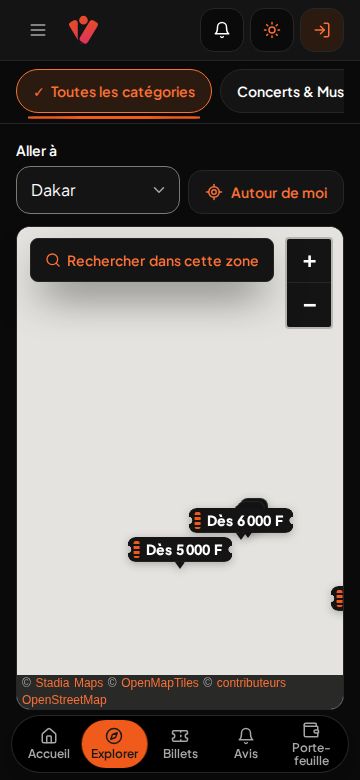 ✓ Toutes les catégories
Concerts & Mus
Aller à
Dakar
Autour de moi
Rechercher dans cette zone
+
−
Dès 6 000 F
Dès 5 000 F
© Stadia Maps © OpenMapTiles © contributeurs
OpenStreetMap
Accueil
Explorer
Billets
Avis
Porte-
feuille